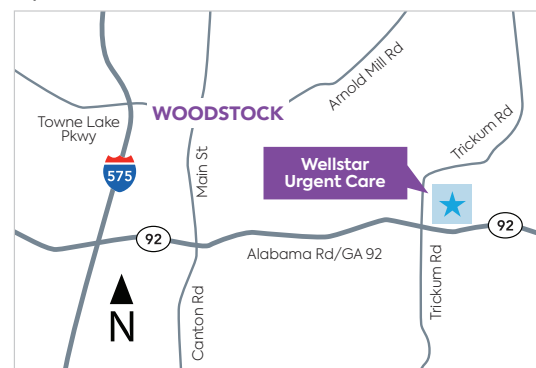 Arnold Mill Rd
WOODSTOCK
Towne Lake
Pkwy
Trickum Rd
Main St
Wellstar
Urgent Care
575
92
92
Alabama Rd/GA 92
Trickum Rd
Canton Rd
N